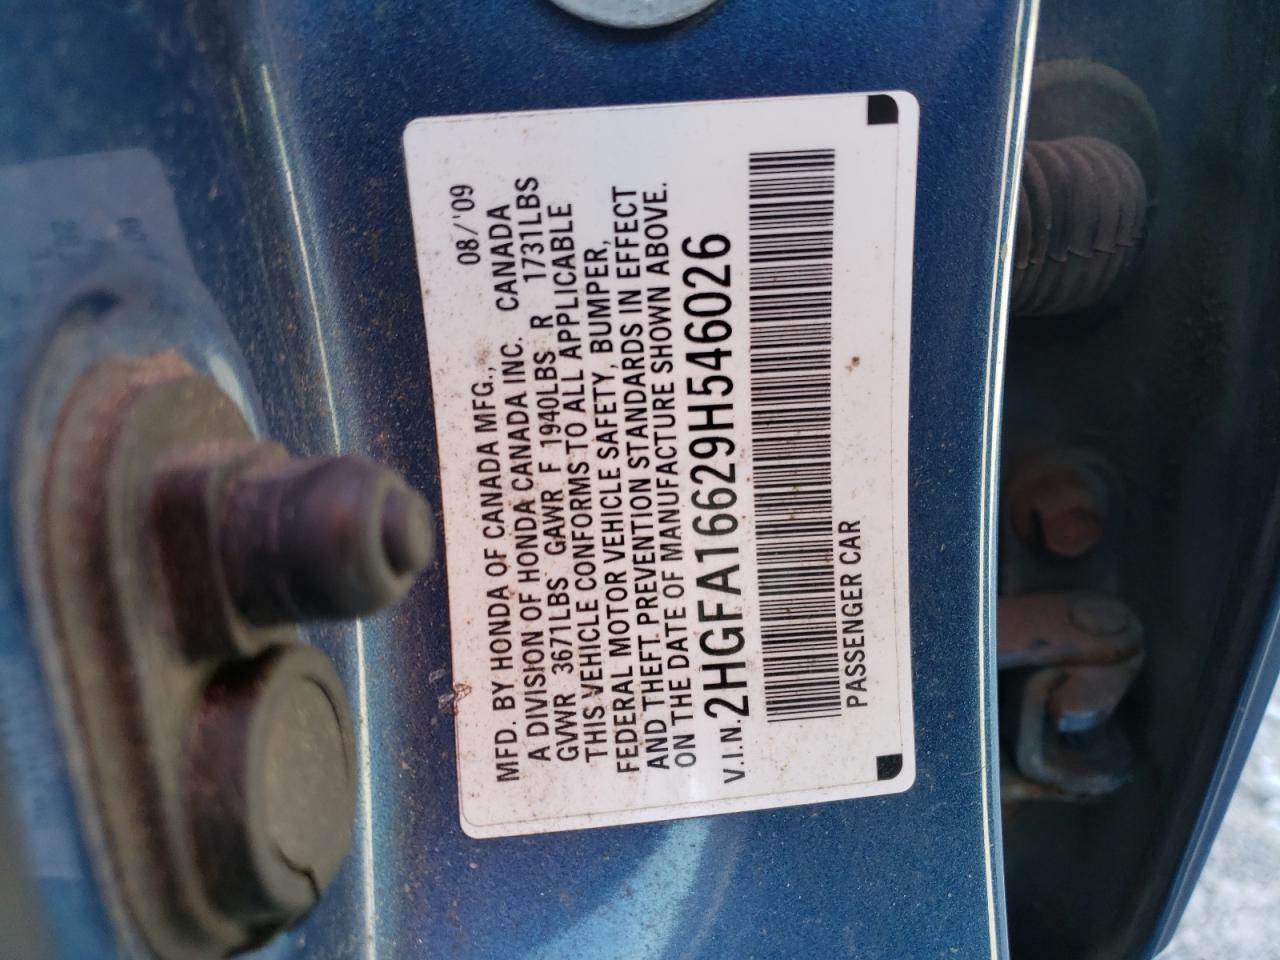 08/'09
MFD. BY HONDA OF CANADA MFG., CANADA
A DIVISION OF HONDA CANADA INC.
GVWR 3671LBS GAWR F 1940LBS R 1731LBS
THIS VEHICLE CONFORMS TO ALL APPLICABLE
FEDERAL MOTOR VEHICLE SAFETY, BUMPER,
AND THEFT PREVENTION STANDARDS IN EFFECT
ON THE DATE OF MANUFACTURE SHOWN ABOVE.
V.I.N. 2HGFA16629H546026
PASSENGER CAR